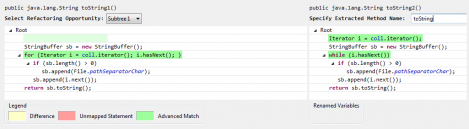 public java.lang.String toString1()
Select Refactoring Opportunity: Subtree1
Root
StringBuffer sb = new StringBuffer();
for (Iterator i = coll.iterator(); i.hasNext(); )
if (sb.length() > 0)
sb.append(File.pathSeparatorChar);
sb.append(i.next());
return sb.toString();
public java.lang.String toString2()
Specify Extracted Method Name: toString
Root
Iterator i = coll.iterator();
StringBuffer sb = new StringBuffer();
while (i.hasNext())
if (sb.length() > 0)
sb.append(File.pathSeparatorChar);
sb.append(i.next());
return sb.toString();
Legend
Difference Unmapped Statement Advanced Match
Renamed Variables